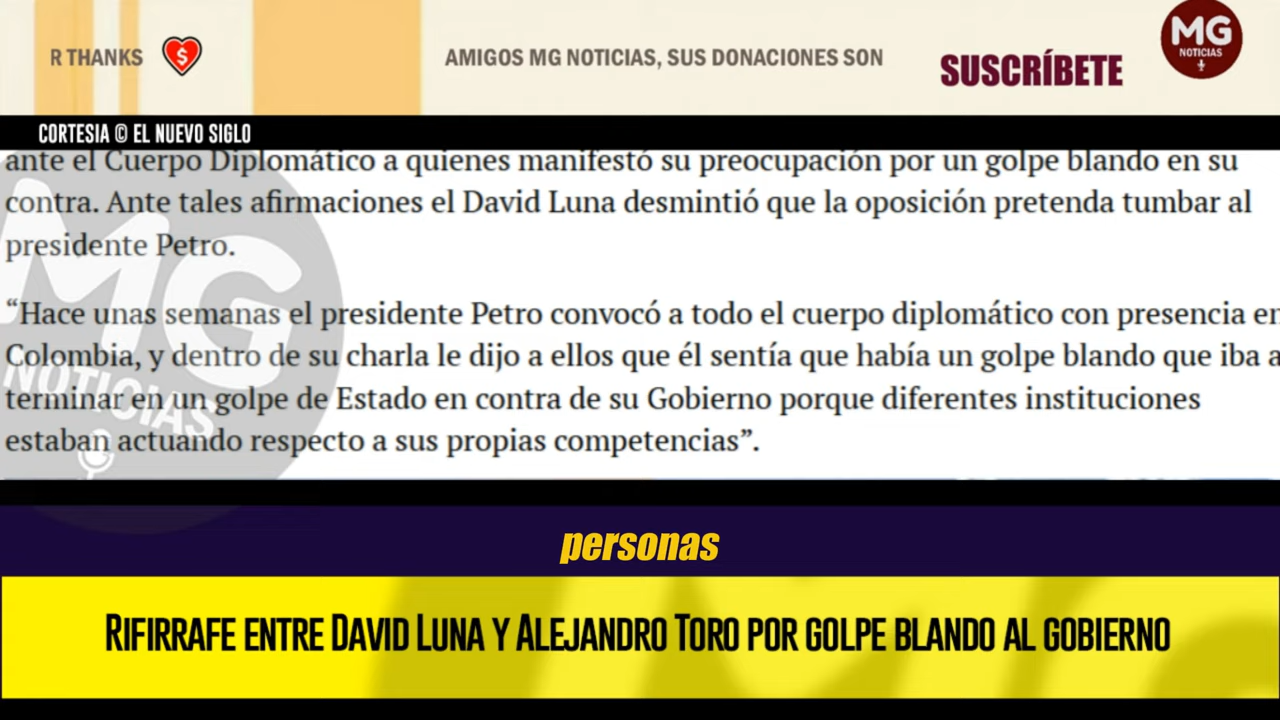 R THANKS
AMIGOS MG NOTICIAS, SUS DONACIONES SON
SUSCRÍBETE
MG
NOTICIAS
CORTESIA © EL NUEVO SIGLO
ante el Cuerpo Diplomático a quienes manifestó su preocupación por un golpe blando en su
contra. Ante tales afirmaciones el David Luna desmintió que la oposición pretenda tumbar al
presidente Petro.
“Hace unas semanas el presidente Petro convocó a todo el cuerpo diplomático con presencia en
Colombia, y dentro de su charla le dijo a ellos que él sentía que había un golpe blando que iba a
terminar en un golpe de Estado en contra de su Gobierno porque diferentes instituciones
estaban actuando respecto a sus propias competencias”.
MG
NOTICIAS
personas
RIFIRRAFE ENTRE DAVID LUNA Y ALEJANDRO TORO POR GOLPE BLANDO AL GOBIERNO